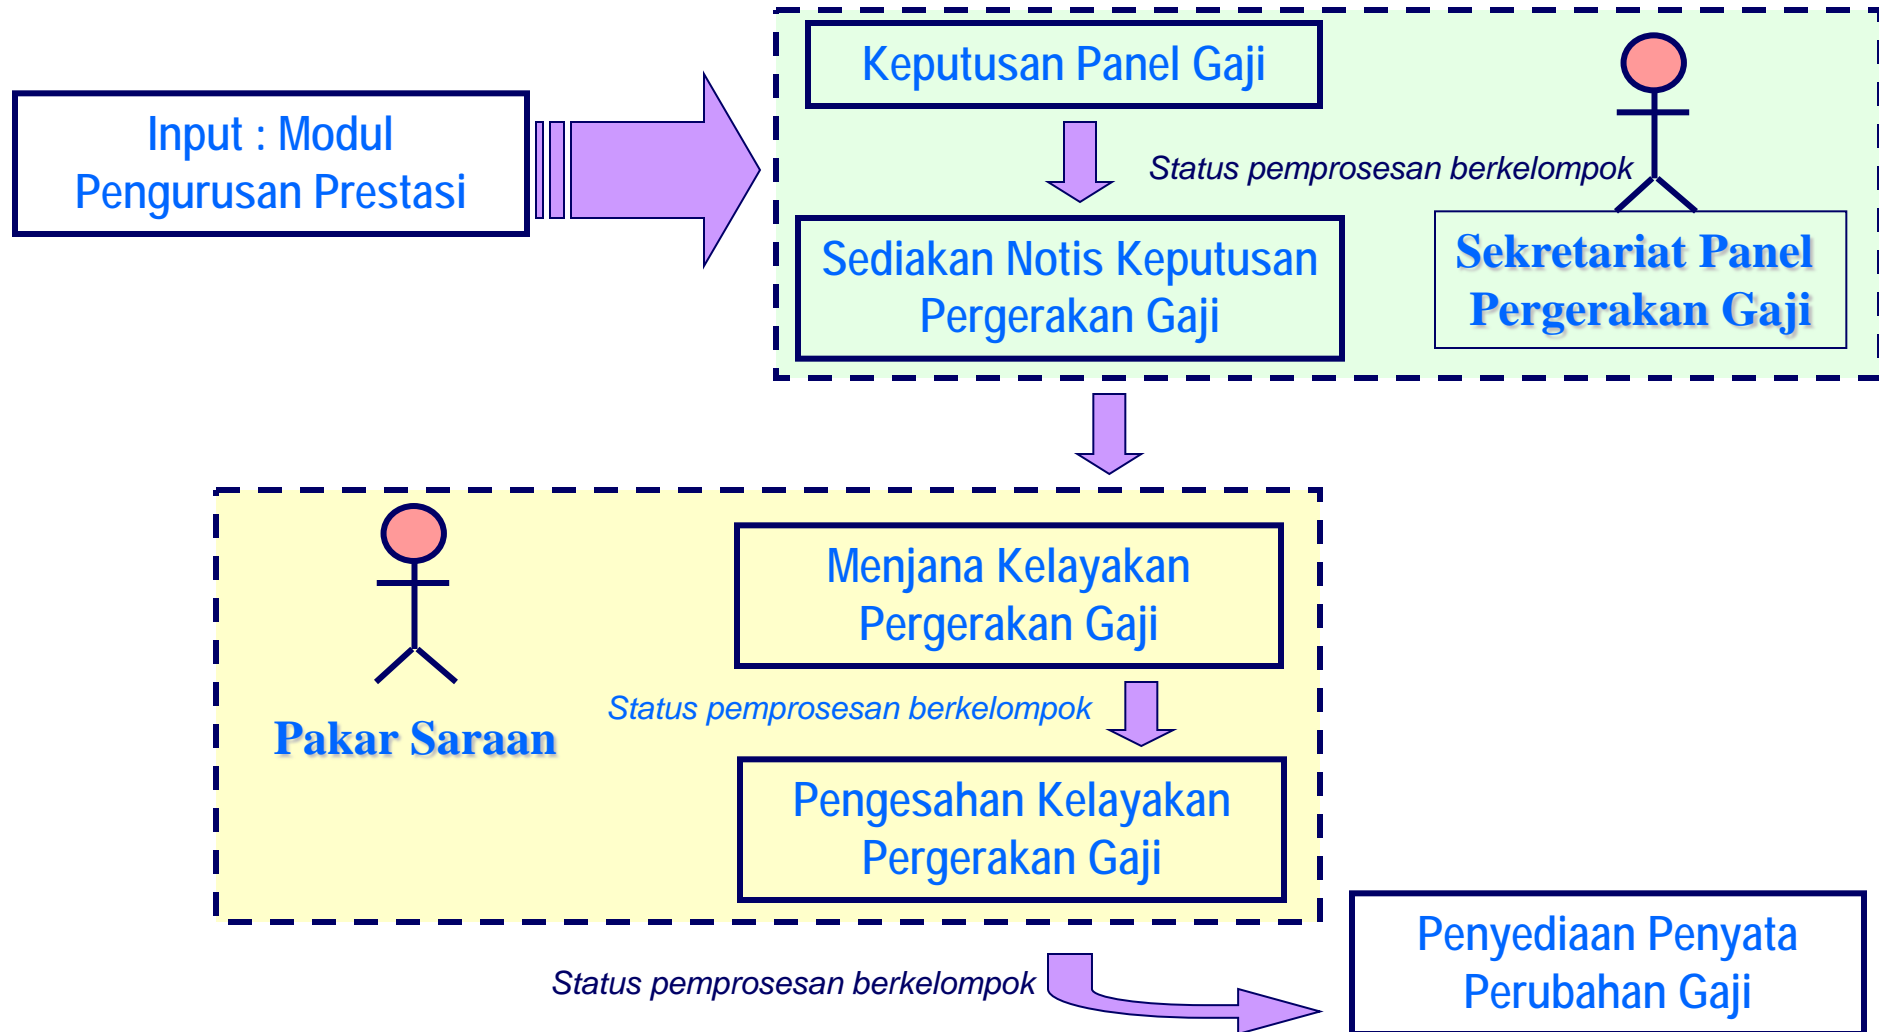 Keputusan Panel Gaji
Input : Modul
Pengurusan Prestasi
Status pemprosesan berkelompok
Sediakan Notis Keputusan
Pergerakan Gaji
Sekretariat Panel
Pergerakan Gaji
Menjana Kelayakan
Pergerakan Gaji
Status pemprosesan berkelompok
Pakar Saraan
Pengesahan Kelayakan
Pergerakan Gaji
Status pemprosesan berkelompok
Penyediaan Penyata
Perubahan Gaji